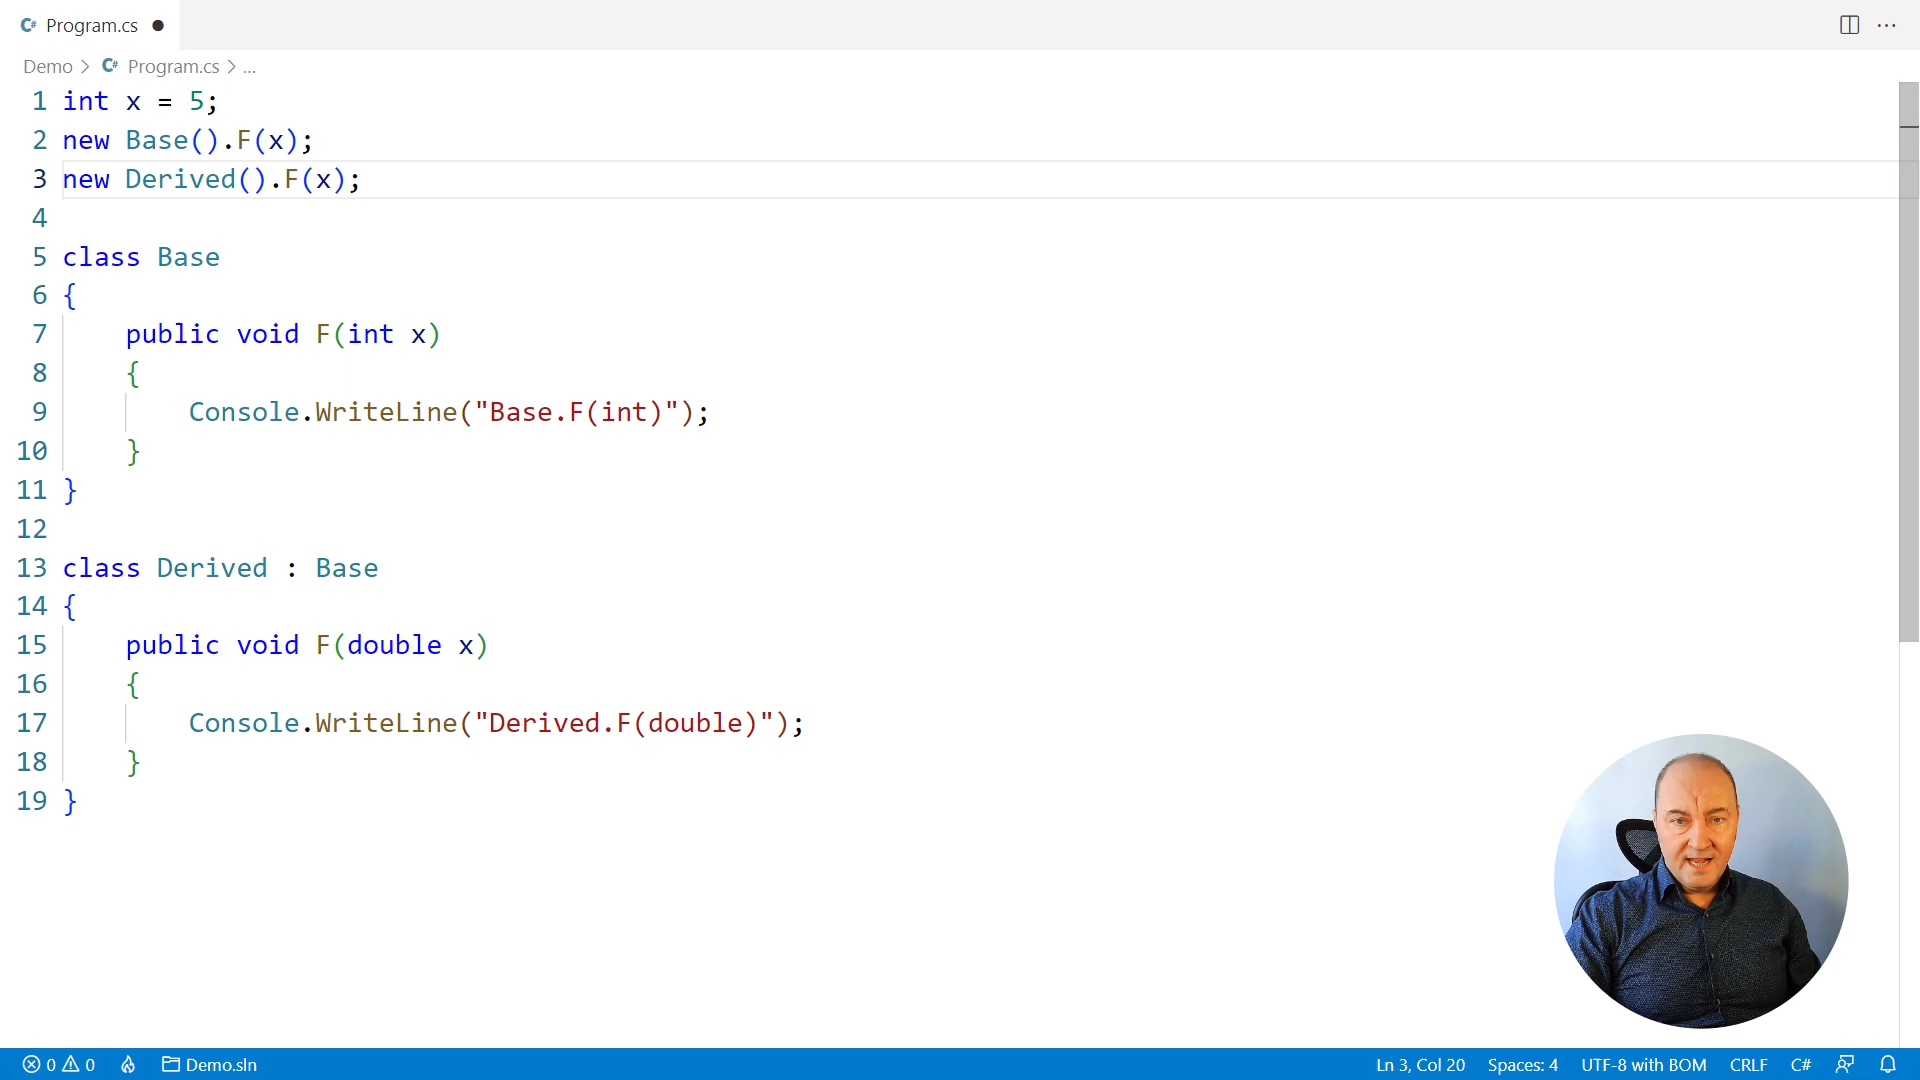 C# Program.cs ●
Demo > C# Program.cs > ...
1 int x = 5;
2 new Base().F(x);
3 new Derived().F(x);
4
5 class Base
6 {
7     public void F(int x)
8     {
9         Console.WriteLine("Base.F(int)");
10     }
11 }
12
13 class Derived : Base
14 {
15     public void F(double x)
16     {
17         Console.WriteLine("Derived.F(double)");
18     }
19 }
0 0 Demo.sln Ln 3, Col 20 Spaces: 4 UTF-8 with BOM CRLF C#